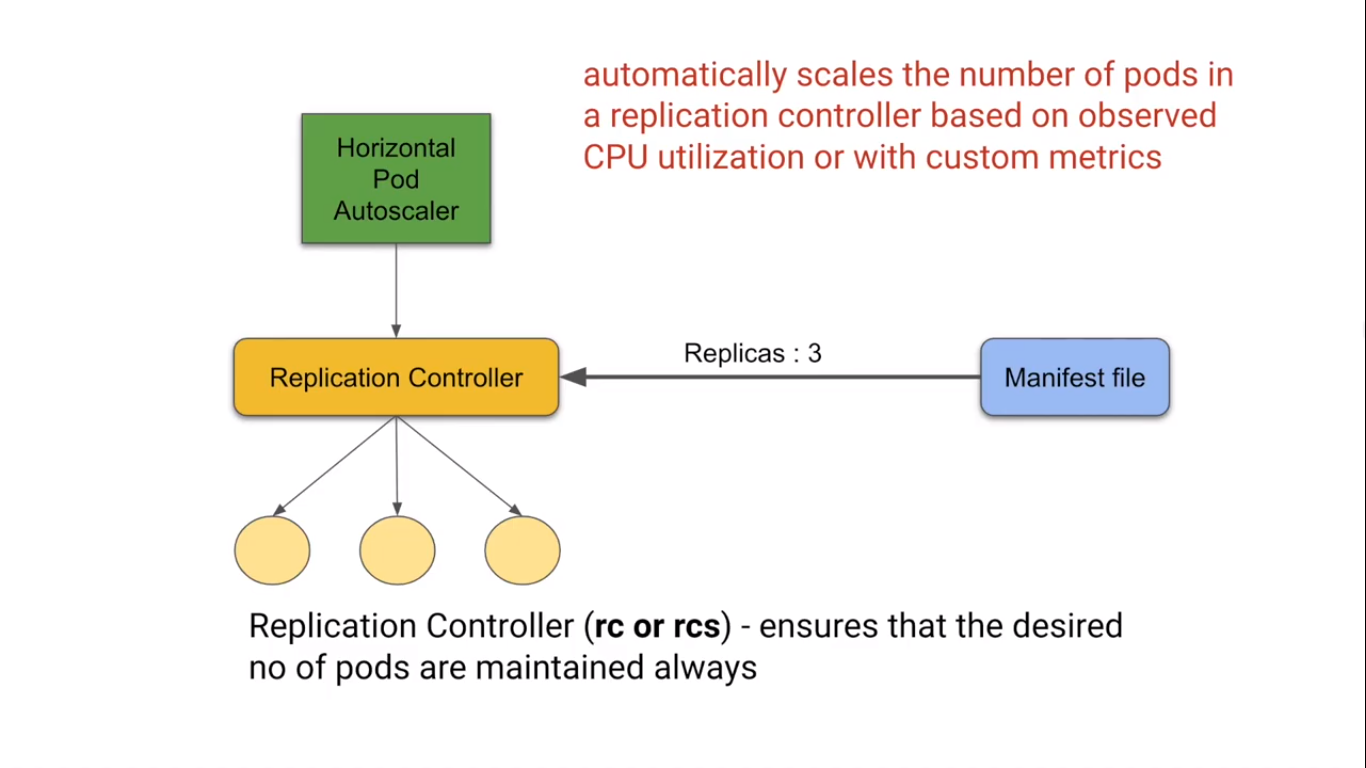 automatically scales the number of pods in
a replication controller based on observed
CPU utilization or with custom metrics
Horizontal
Pod
Autoscaler
Replication Controller
Replicas : 3
Manifest file
Replication Controller (rc or rcs) - ensures that the desired
no of pods are maintained always